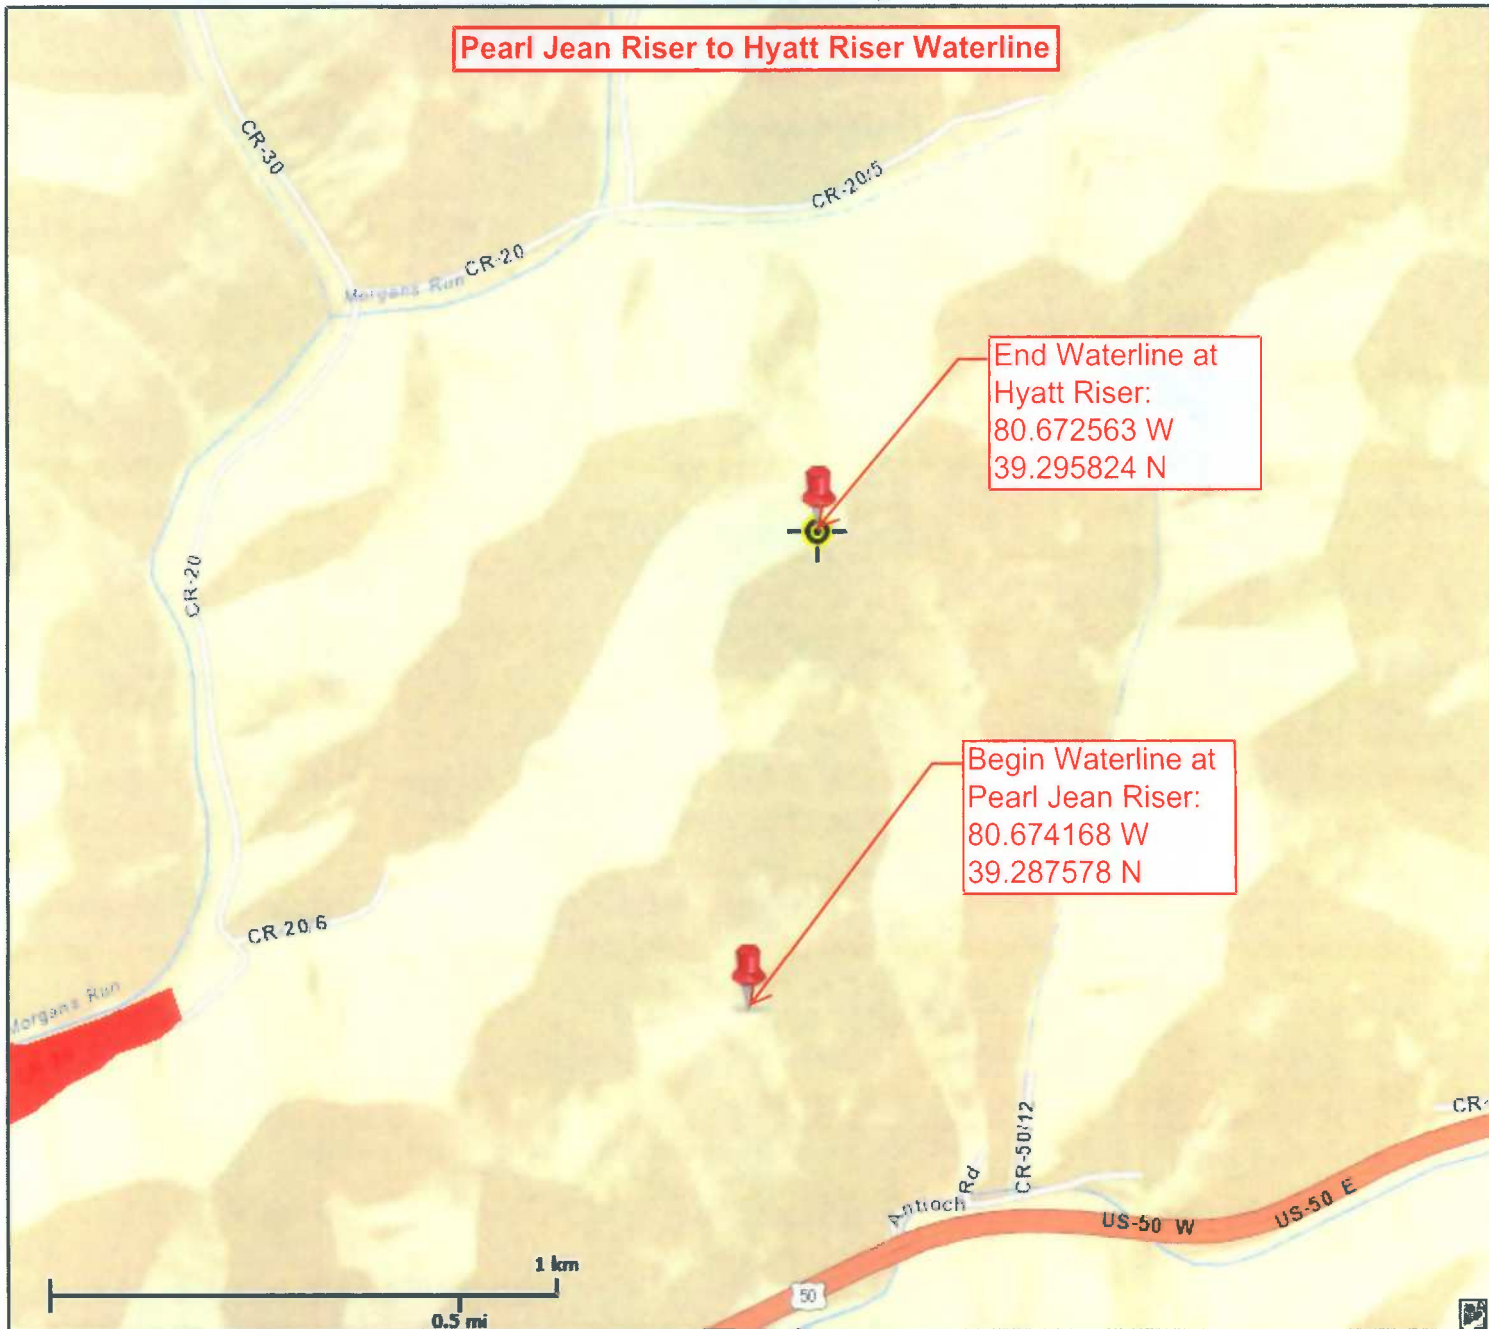 Pearl Jean Riser to Hyatt Riser Waterline
CR-30
CR-20/5
CR-20
Morgans Run
End Waterline at
Hyatt Riser:
80.672563 W
39.295824 N
CR-20
Begin Waterline at
Pearl Jean Riser:
80.674168 W
39.287578 N
CR-20/6
Morgans Run
CR-50/12
CR-
Antioch Rd
US-50 W
US-50 E
1 km
0.5 mi
50